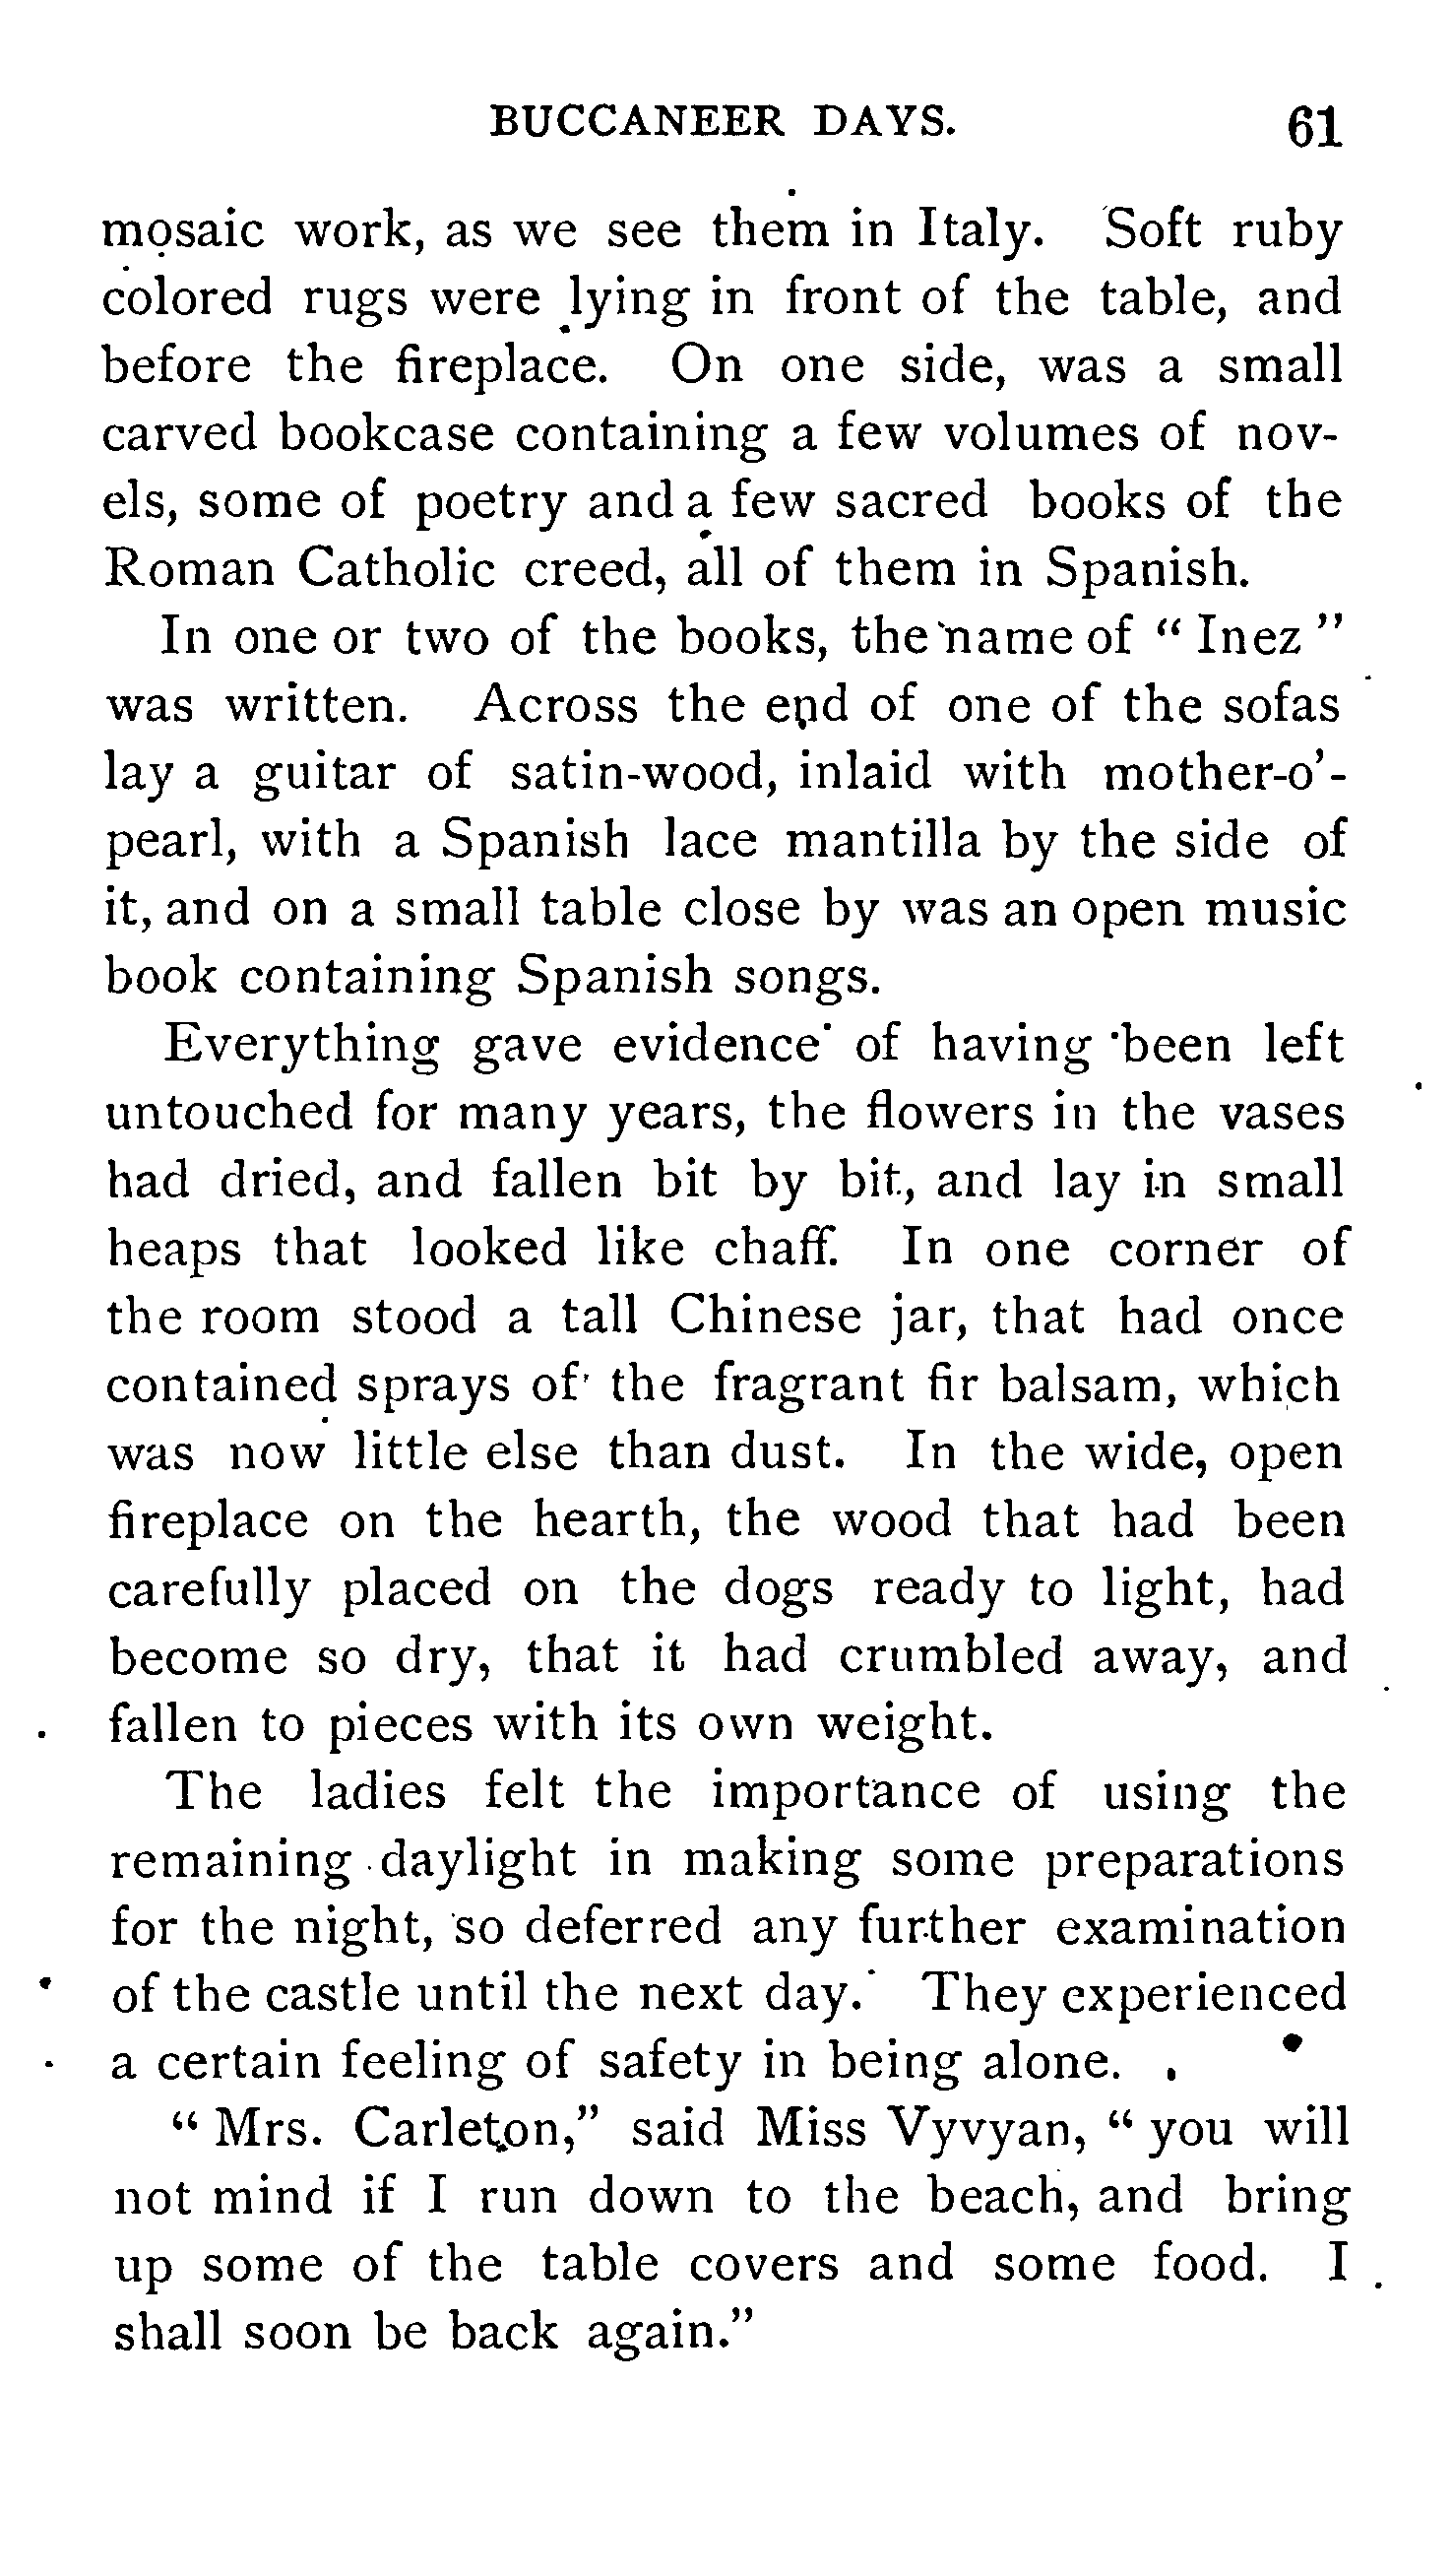 BUCCANEER DAYS. 61
mosaic work, as we see them in Italy. Soft ruby
colored rugs were lying in front of the table, and
before the fireplace. On one side, was a small
carved bookcase containing a few volumes of nov-
els, some of poetry and a few sacred books of the
Roman Catholic creed, all of them in Spanish.
In one or two of the books, the name of “ Inez ”
was written. Across the end of one of the sofas
lay a guitar of satin-wood, inlaid with mother-o’-
pearl, with a Spanish lace mantilla by the side of
it, and on a small table close by was an open music
book containing Spanish songs.
Everything gave evidence of having been left
untouched for many years, the flowers in the vases
had dried, and fallen bit by bit, and lay in small
heaps that looked like chaff. In one corner of
the room stood a tall Chinese jar, that had once
contained sprays of the fragrant fir balsam, which
was now little else than dust. In the wide, open
fireplace on the hearth, the wood that had been
carefully placed on the dogs ready to light, had
become so dry, that it had crumbled away, and
fallen to pieces with its own weight.
The ladies felt the importance of using the
remaining daylight in making some preparations
for the night, so deferred any further examination
of the castle until the next day. They experienced
a certain feeling of safety in being alone.
“ Mrs. Carleton,” said Miss Vyvyan, “ you will
not mind if I run down to the beach, and bring
up some of the table covers and some food. I
shall soon be back again.”